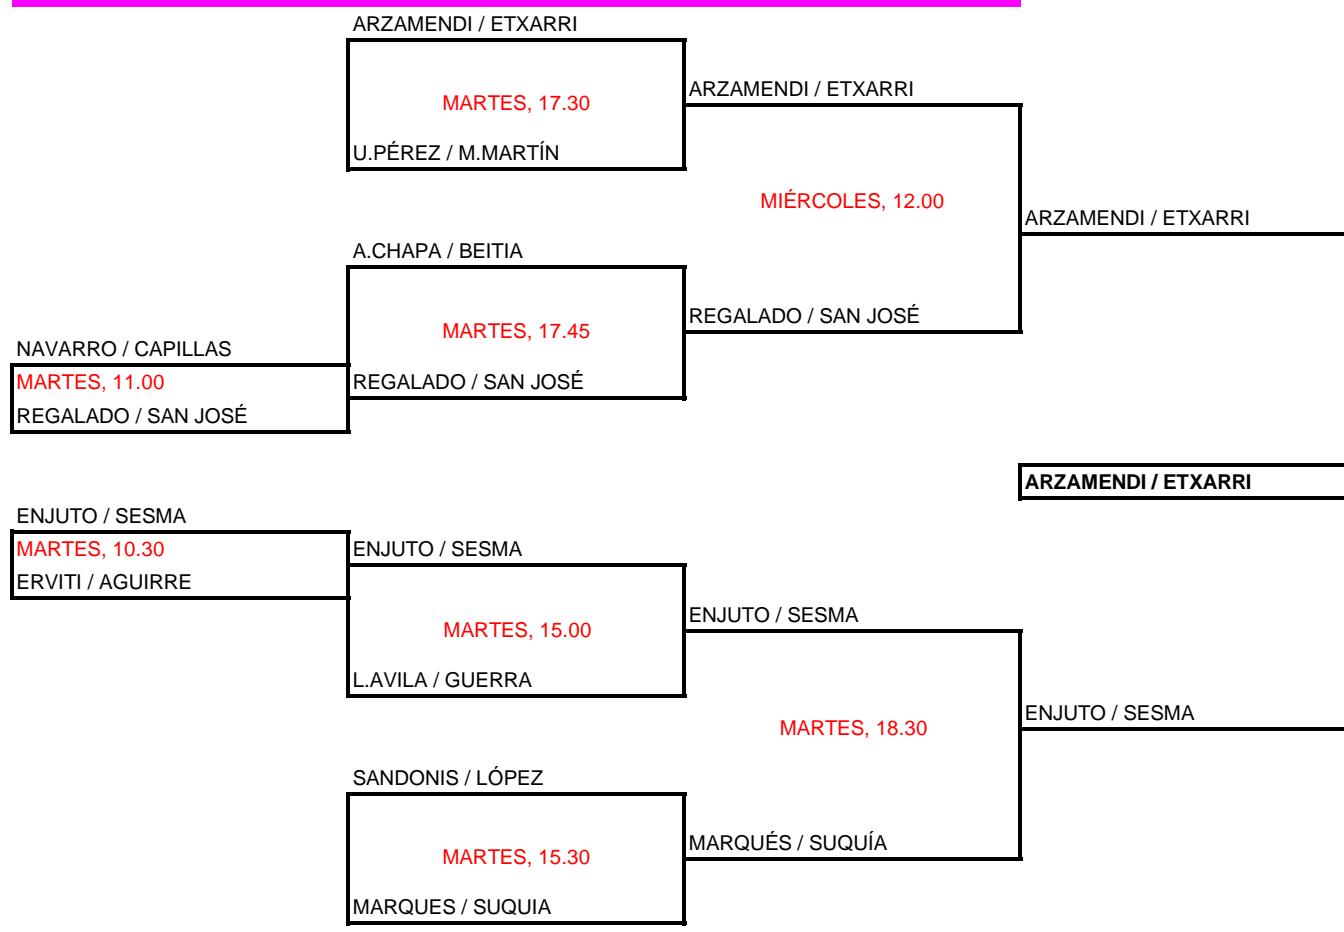 ARZAMENDI / ETXARRI
MARTES, 17.30
ARZAMENDI / ETXARRI
U.PÉREZ / M.MARTÍN
MIÉRCOLES, 12.00
ARZAMENDI / ETXARRI
A.CHAPA / BEITIA
MARTES, 17.45
REGALADO / SAN JOSÉ
NAVARRO / CAPILLAS
MARTES, 11.00
REGALADO / SAN JOSÉ
REGALADO / SAN JOSÉ
ARZAMENDI / ETXARRI
ENJUTO / SESMA
MARTES, 10.30
ENJUTO / SESMA
ERVITI / AGUIRRE
MARTES, 15.00
ENJUTO / SESMA
L.AVILA / GUERRA
MARTES, 18.30
ENJUTO / SESMA
SANDONIS / LÓPEZ
MARTES, 15.30
MARQUÉS / SUQUÍA
MARQUES / SUQUIA